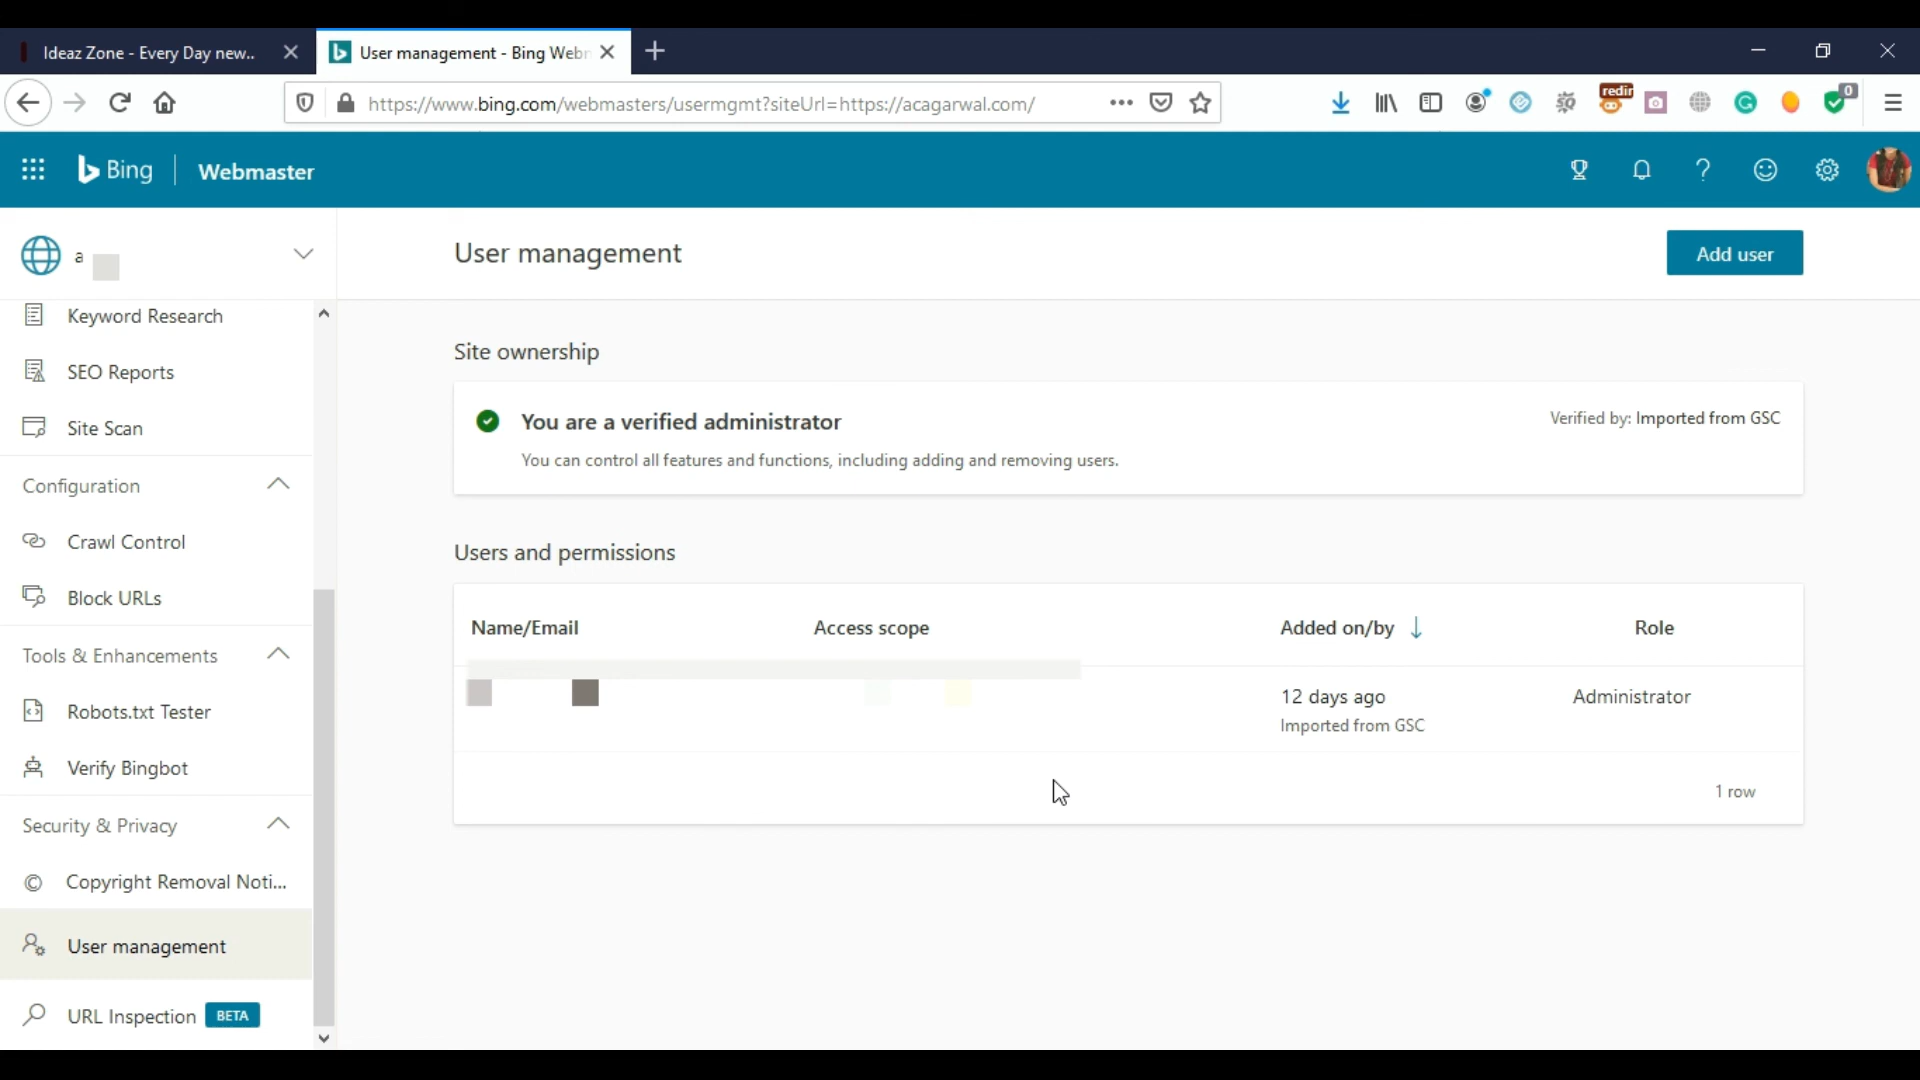 Ideaz Zone - Every Day new..
User management - Bing Webn
https://www.bing.com/webmasters/usermgmt?siteUrl=https://acagarwal.com/
redir
0
Bing
Webmaster
a
User management
Add user
Keyword Research
SEO Reports
Site Scan
Configuration
Crawl Control
Block URLs
Tools & Enhancements
Robots.txt Tester
Verify Bingbot
Security & Privacy
Copyright Removal Noti...
User management
URL Inspection BETA
Site ownership
You are a verified administrator
Verified by: Imported from GSC
You can control all features and functions, including adding and removing users.
Users and permissions
Name/Email Access scope Added on/by Role
12 days ago Administrator
Imported from GSC
1 row